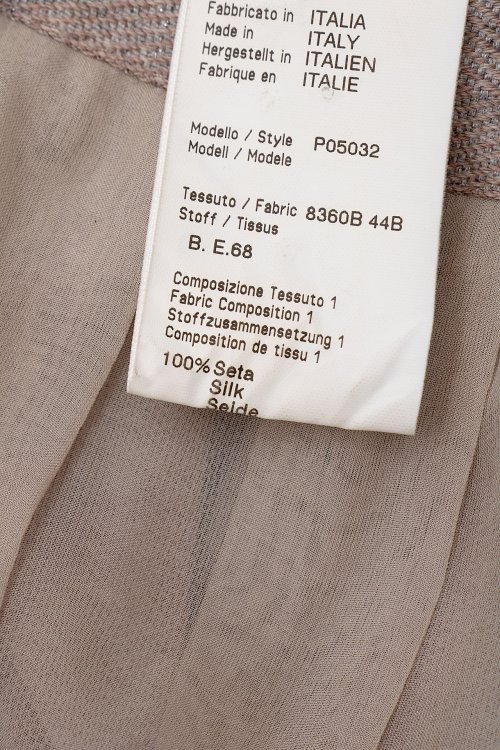 Fabbricato in ITALIA
Made in ITALY
Hergestellt in ITALIEN
Fabrique en ITALIE
Modello / Style P05032
Modell / Modele
Tessuto / Fabric 8360B 44B
Stoff / Tissus
B. E.68
Composizione Tessuto 1
Fabric Composition 1
Stoffzusammensetzung 1
Composition de tissu 1
100% Seta
Silk
Seide